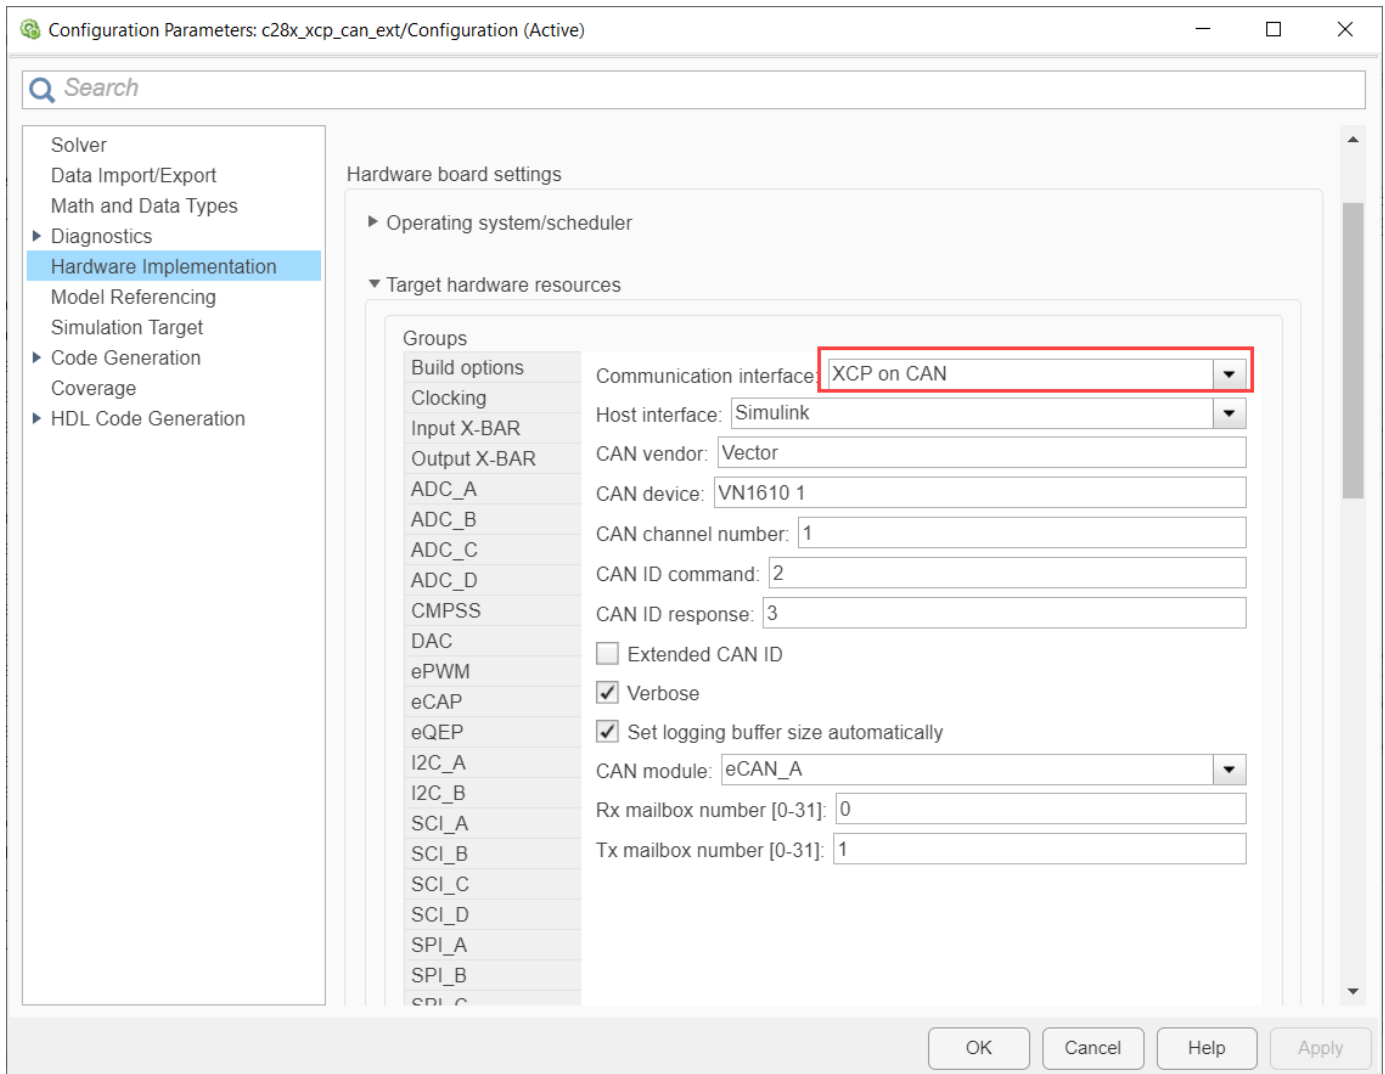 Configuration Parameters: c28x_xcp_can_ext/Configuration (Active)
Search
Solver
Data Import/Export
Math and Data Types
Diagnostics
Hardware Implementation
Model Referencing
Simulation Target
Code Generation
Coverage
HDL Code Generation
Hardware board settings
Operating system/scheduler
Target hardware resources
Groups
Build options
Clocking
Input X-BAR
Output X-BAR
ADC_A
ADC_B
ADC_C
ADC_D
CMPSS
DAC
ePWM
eCAP
eQEP
I2C_A
I2C_B
SCI_A
SCI_B
SCI_C
SCI_D
SPI_A
SPI_B
SPI_C
Communication interface: XCP on CAN
Host interface: Simulink
CAN vendor: Vector
CAN device: VN1610 1
CAN channel number: 1
CAN ID command: 2
CAN ID response: 3
Extended CAN ID
Verbose
Set logging buffer size automatically
CAN module: eCAN_A
Rx mailbox number [0-31]: 0
Tx mailbox number [0-31]: 1
OK Cancel Help Apply